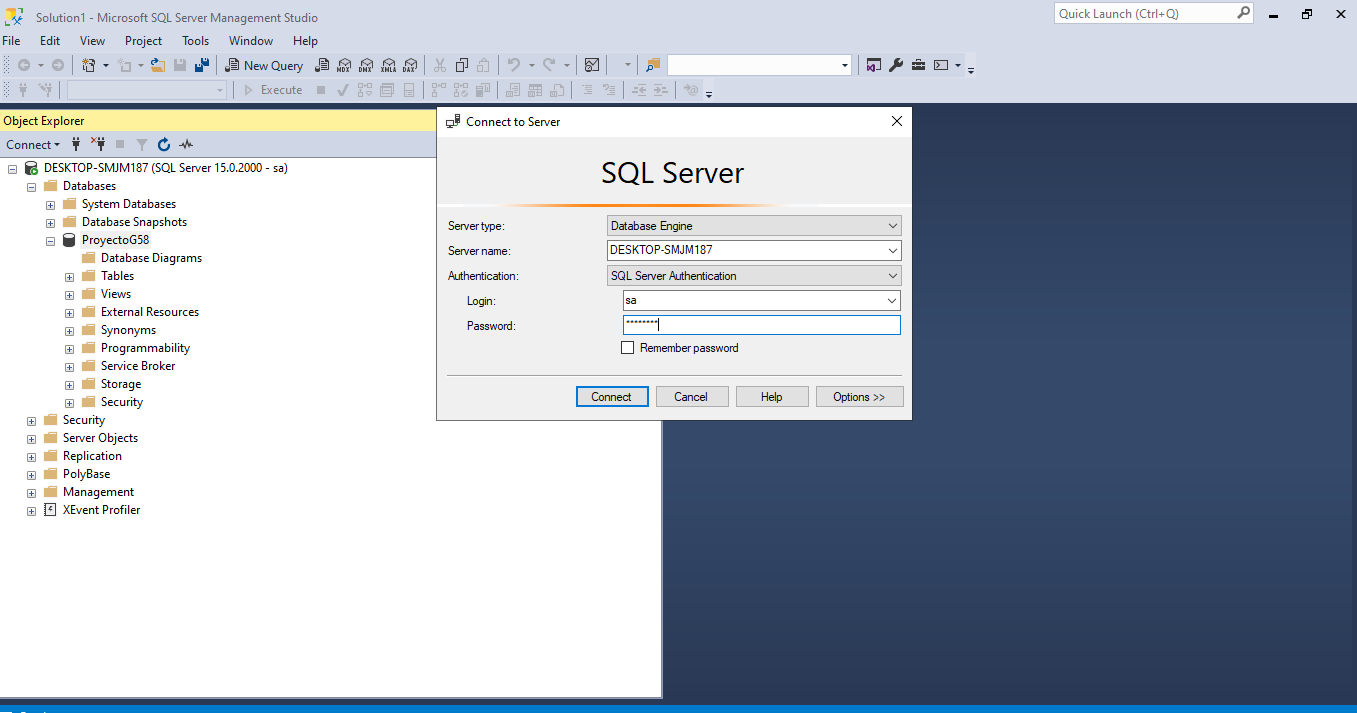 Solution1 - Microsoft SQL Server Management Studio
Quick Launch (Ctrl+Q)
File Edit View Project Tools Window Help
New Query MDX DMX XMLA DAX
Execute
Object Explorer
Connect
DESKTOP-SMJM187 (SQL Server 15.0.2000 - sa)
Databases
System Databases
Database Snapshots
ProyectoG58
Database Diagrams
Tables
Views
External Resources
Synonyms
Programmability
Service Broker
Storage
Security
Security
Server Objects
Replication
PolyBase
Management
XEvent Profiler
Connect to Server
SQL Server
Server type: Database Engine
Server name: DESKTOP-SMJM187
Authentication: SQL Server Authentication
Login: sa
Password: ********
Remember password
Connect Cancel Help Options >>